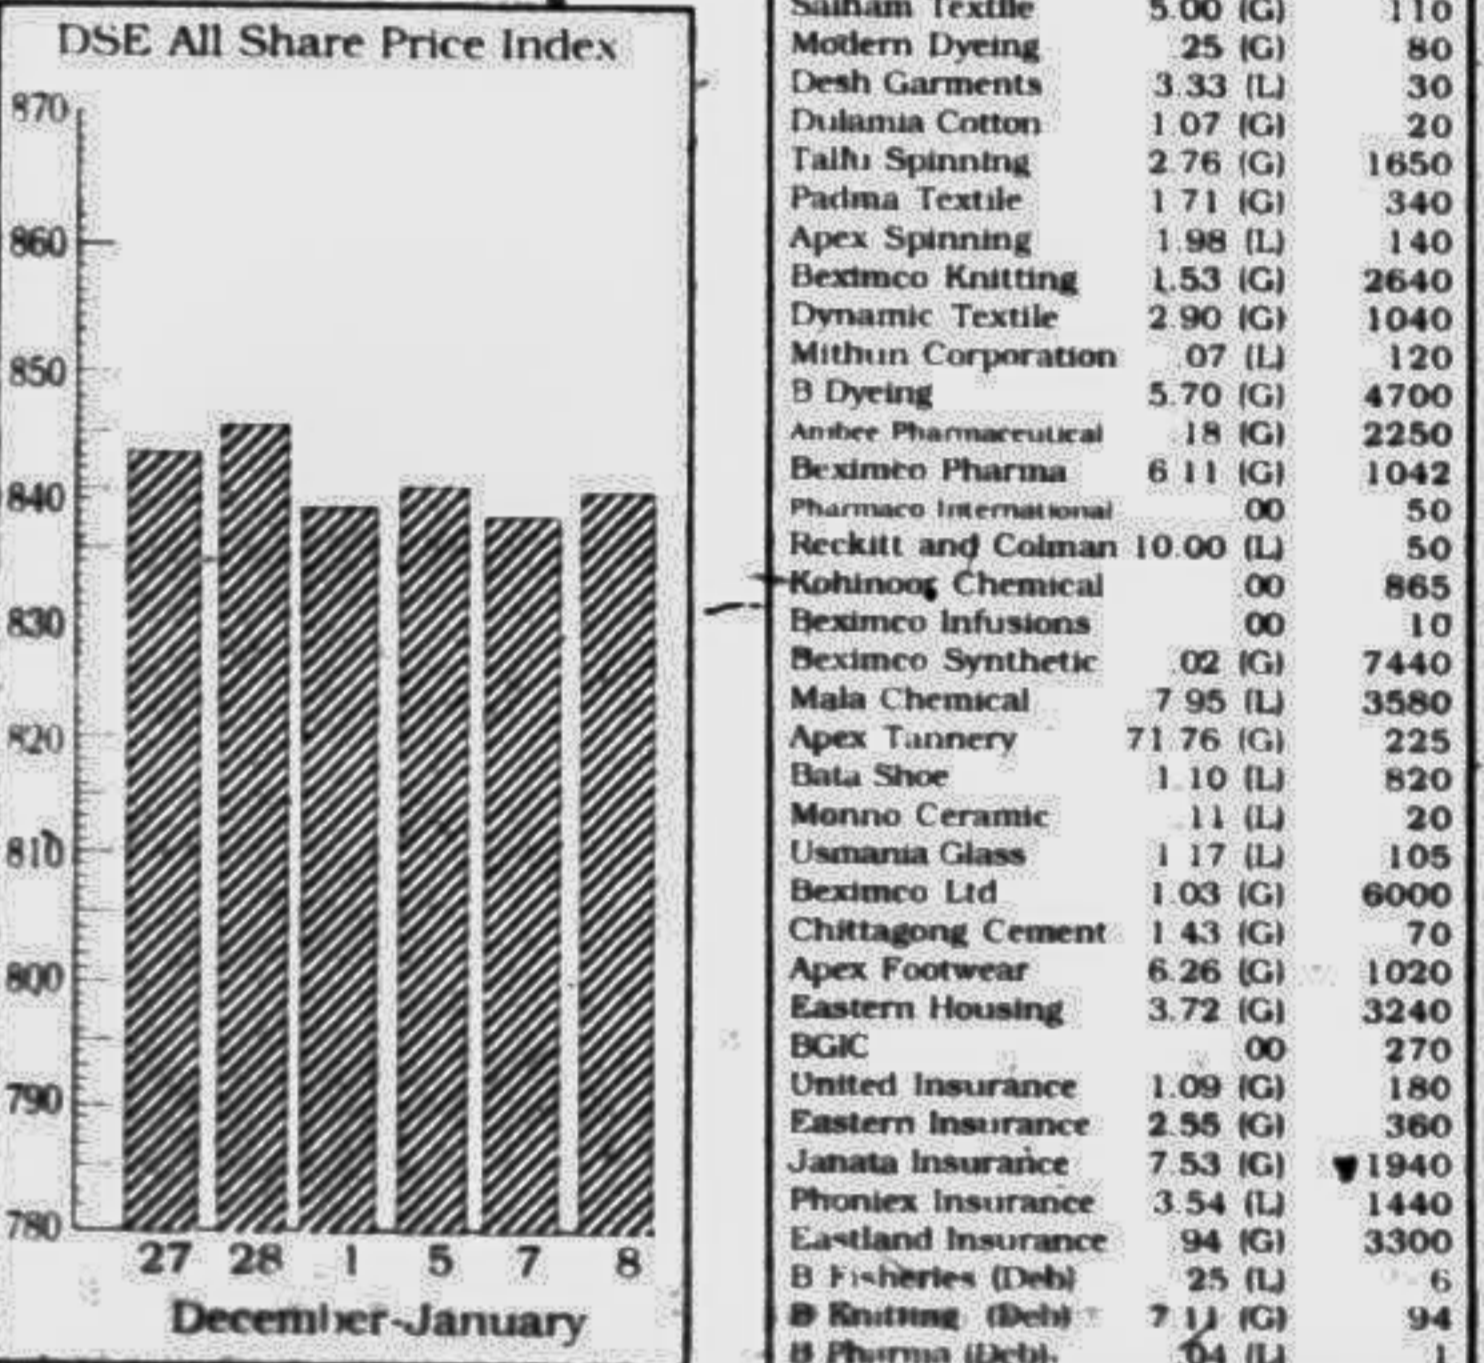 DSE All Share Price Index
870
860
850
840
830
820
810
800
790
780
27 28 1 5 7 8
December-January
Saiham Textile 5.00 (G) 110
Modern Dyeing .25 (G) 80
Desh Garments 3.33 (L) 30
Dulamia Cotton 1.07 (G) 20
Tallu Spinning 2.76 (G) 1650
Padma Textile 1.71 (G) 340
Apex Spinning 1.98 (L) 140
Beximco Knitting 1.53 (G) 2640
Dynamic Textile 2.90 (G) 1040
Mithun Corporation .07 (L) 120
B Dyeing 5.70 (G) 4700
Ambee Pharmaceutical .18 (G) 2250
Beximco Pharma 6.11 (G) 1042
Pharmaco International 00 50
Reckitt and Colman 10.00 (L) 50
Kohinoor Chemical 00 865
Beximco Infusions 00 10
Beximco Synthetic .02 (G) 7440
Mala Chemical 7.95 (L) 3580
Apex Tannery 71.76 (G) 225
Bata Shoe 1.10 (L) 820
Monno Ceramic .11 (L) 20
Usmania Glass 1.17 (L) 105
Beximco Ltd 1.03 (G) 6000
Chittagong Cement 1.43 (G) 70
Apex Footwear 6.26 (G) 1020
Eastern Housing 3.72 (G) 3240
BGIC 00 270
United Insurance 1.09 (G) 180
Eastern Insurance 2.55 (G) 360
Janata Insurance 7.53 (G) 1940
Phoniex Insurance 3.54 (L) 1440
Eastland Insurance .94 (G) 3300
B Fisheries (Deb) .25 (L) 6
B Knitting (Deb) 7.11 (G) 94
B Pharma (Deb) .04 (L) 1